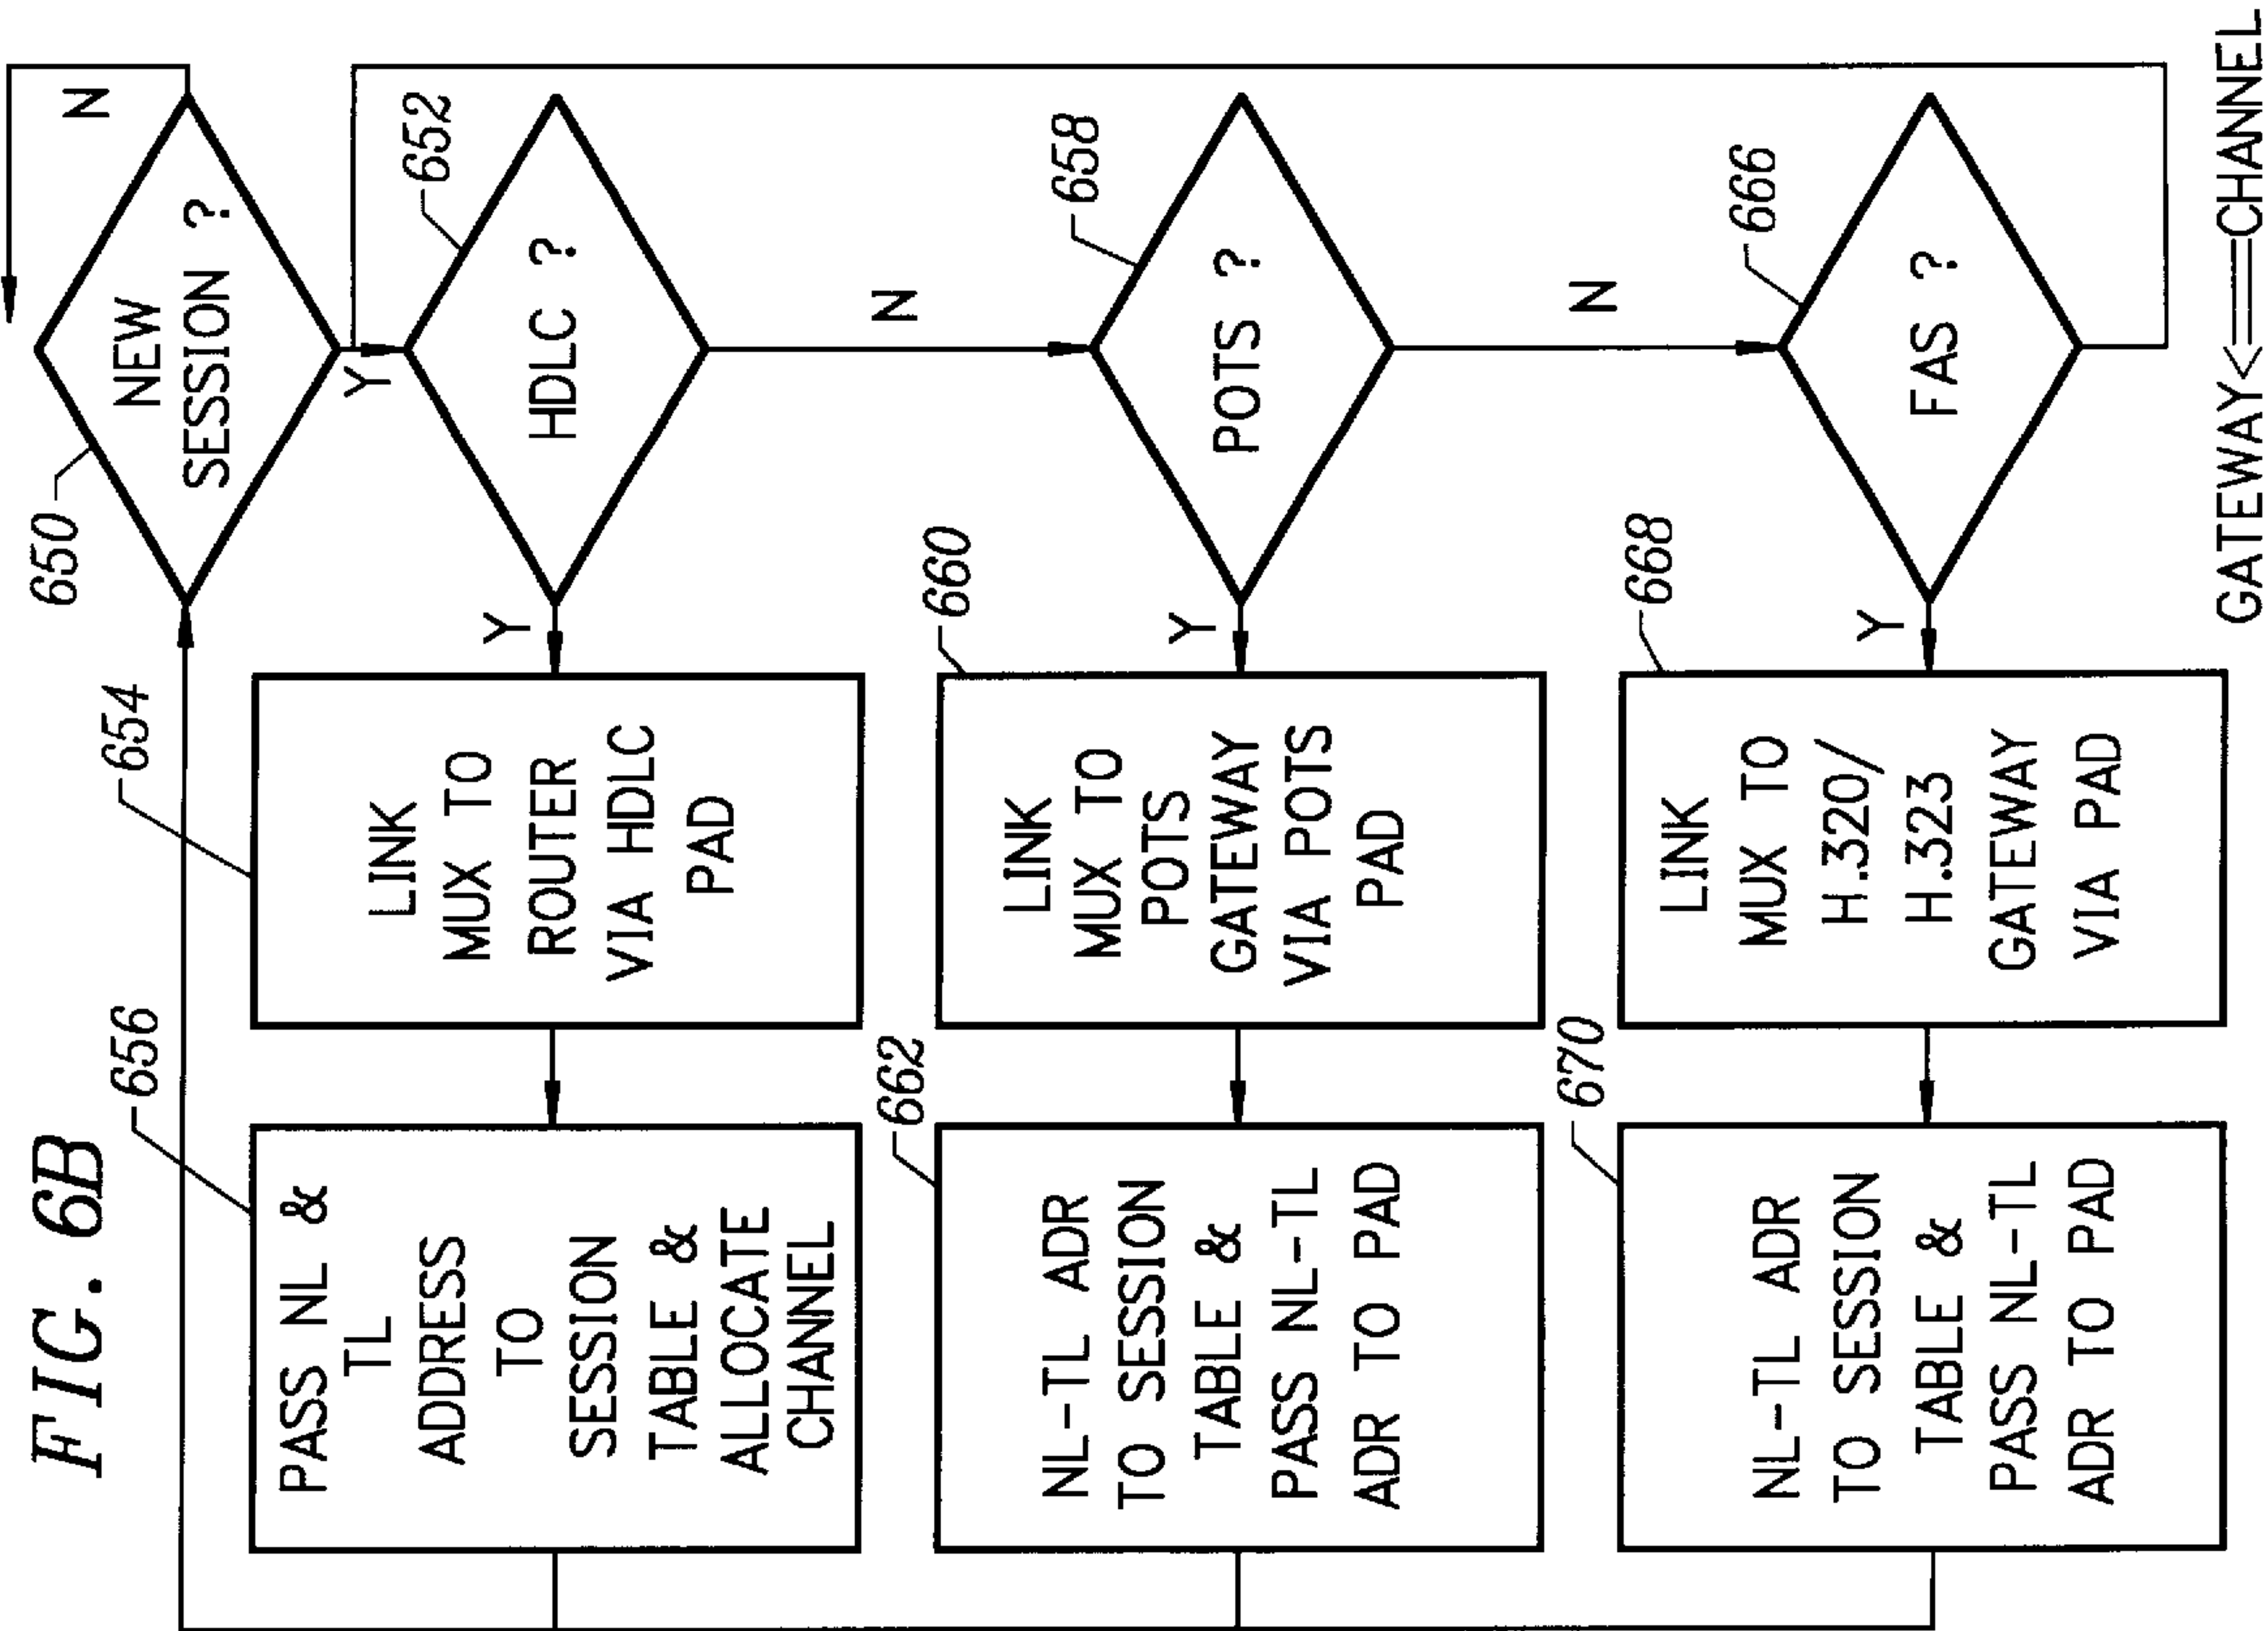 FIG. 6B
650
NEW
SESSION ?
N
Y
652
HDLC ?
Y
N
654
LINK
MUX TO
ROUTER
VIA HDLC
PAD
656
PASS NL &
TL
ADDRESS
TO
SESSION
TABLE &
ALLOCATE
CHANNEL
658
POTS ?
Y
N
660
LINK
MUX TO
POTS
GATEWAY
VIA POTS
PAD
662
NL-TL ADR
TO SESSION
TABLE &
PASS NL-TL
ADR TO PAD
666
FAS ?
Y
668
LINK
MUX TO
H.320/
H.323
GATEWAY
VIA PAD
670
NL-TL ADR
TO SESSION
TABLE &
PASS NL-TL
ADR TO PAD
GATEWAY<==CHANNEL